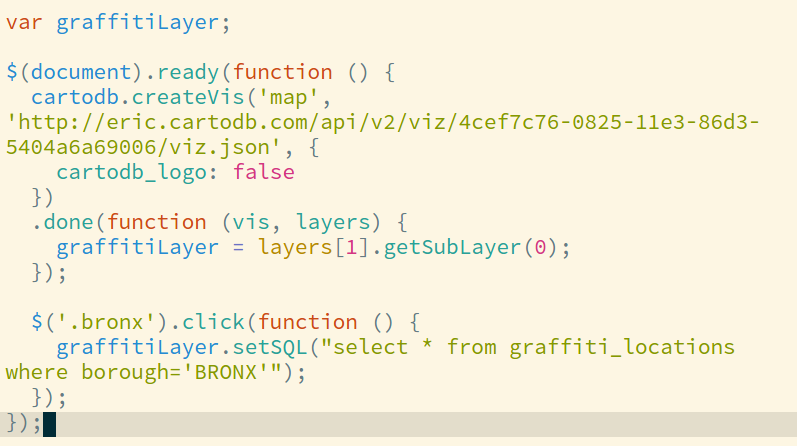 var graffitiLayer;

$(document).ready(function () {
  cartodb.createVis('map',
'http://eric.cartodb.com/api/v2/viz/4cef7c76-0825-11e3-86d3-
5404a6a69006/viz.json', {
    cartodb_logo: false
  })
  .done(function (vis, layers) {
    graffitiLayer = layers[1].getSubLayer(0);
  });

  $('.bronx').click(function () {
    graffitiLayer.setSQL("select * from graffiti_locations
where borough='BRONX'");
  });
});